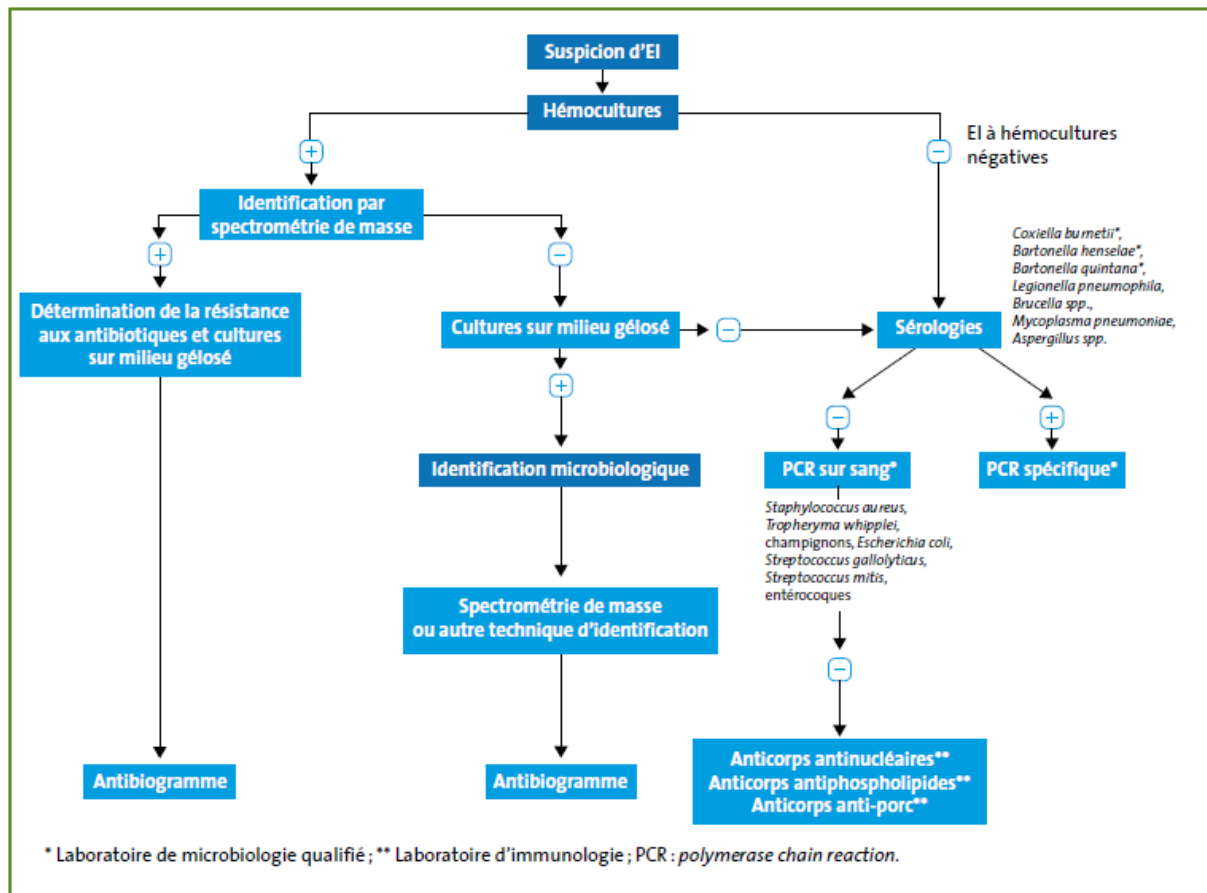 Suspicion d'EI
Hémocultures
+
−
EI à hémocultures
négatives
Identification par
spectrométrie de masse
+
−
Coxiella burnetii*,
Bartonella henselae*,
Bartonella quintana*,
Legionella pneumophila,
Brucella spp.,
Mycoplasma pneumoniae,
Aspergillus spp.
Détermination de la résistance
aux antibiotiques et cultures
sur milieu gélosé
Cultures sur milieu gélosé
−
Sérologies
+
−
+
Identification microbiologique
PCR sur sang*
PCR spécifique*
Staphylococcus aureus,
Tropheryma whipplei,
champignons, Escherichia coli,
Streptococcus gallolyticus,
Streptococcus mitis,
entérocoques
Spectrométrie de masse
ou autre technique d'identification
−
Antibiogramme
Antibiogramme
Anticorps antinucléaires**
Anticorps antiphospholipides**
Anticorps anti-porc**
* Laboratoire de microbiologie qualifié ; ** Laboratoire d'immunologie ; PCR : polymerase chain reaction.